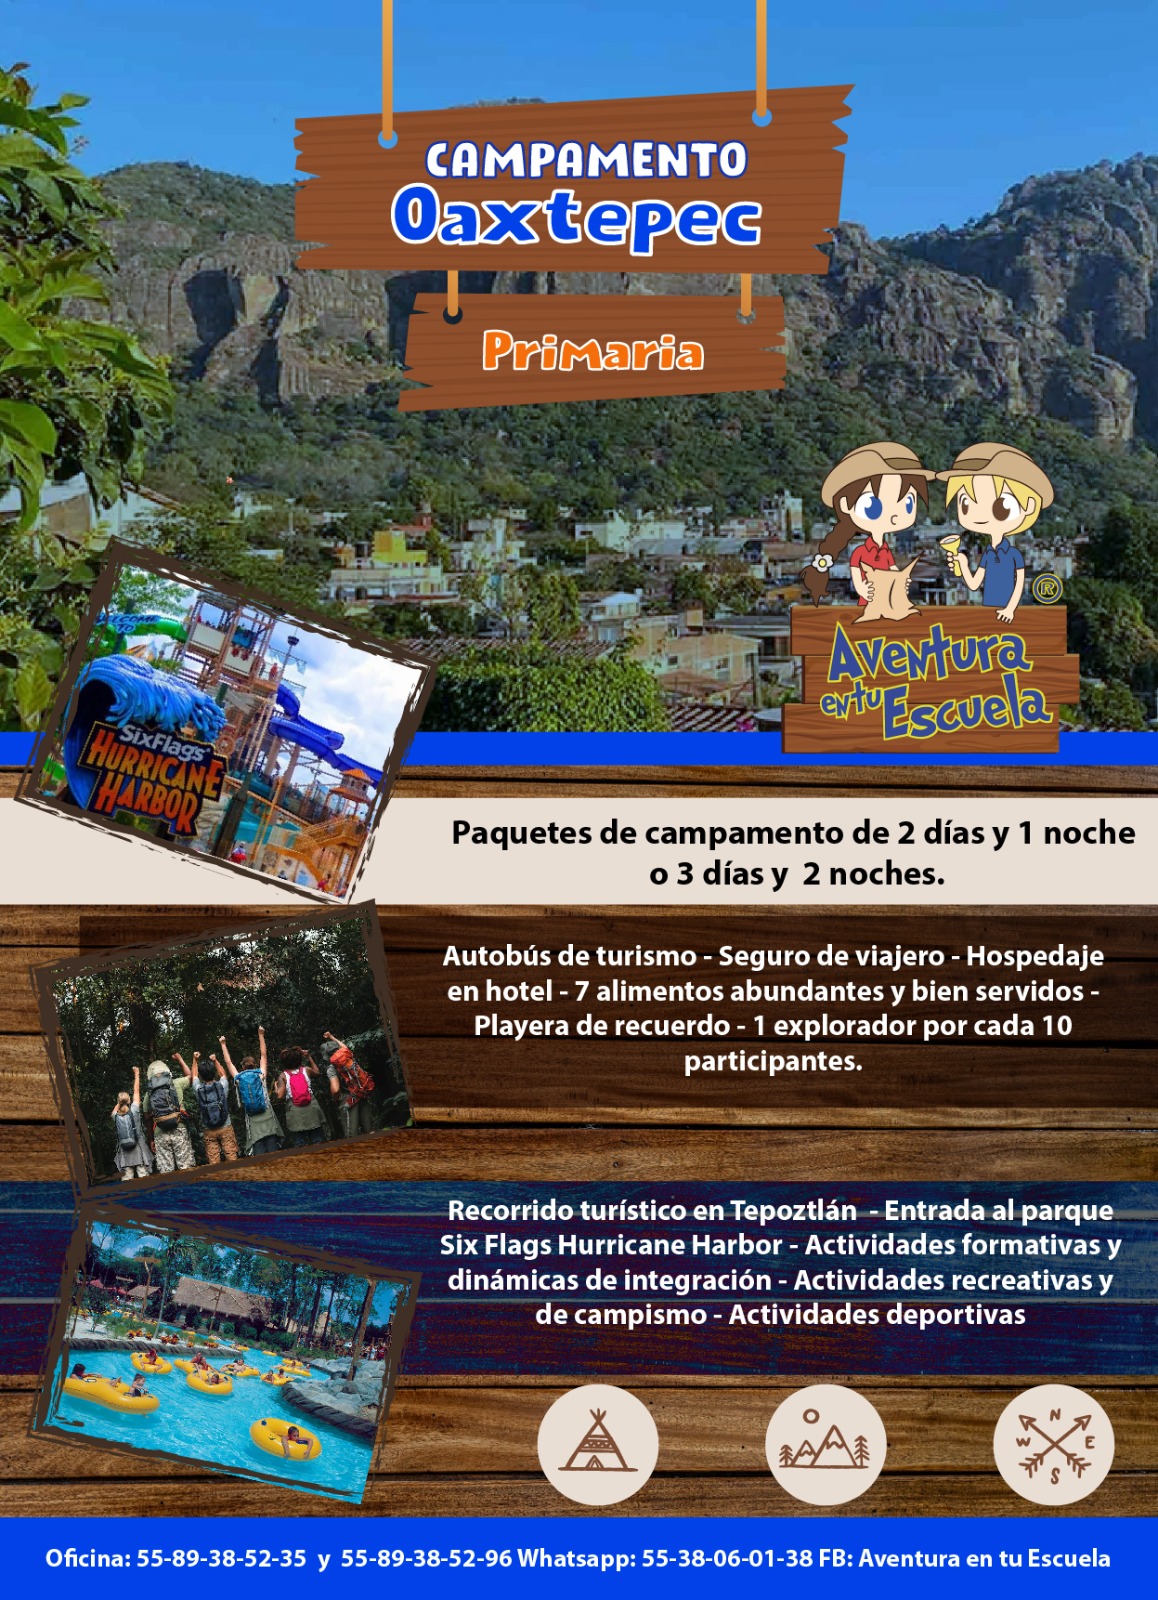 CAMPAMENTO
Oaxtepec
Primaria
®
Aventura
en tu Escuela
WELCOME
TO
SixFlags
HURRICANE
HARBOR
Paquetes de campamento de 2 días y 1 noche
o 3 días y 2 noches.
Autobús de turismo - Seguro de viajero - Hospedaje
en hotel - 7 alimentos abundantes y bien servidos -
Playera de recuerdo - 1 explorador por cada 10
participantes.
Recorrido turístico en Tepoztlán - Entrada al parque
Six Flags Hurricane Harbor - Actividades formativas y
dinámicas de integración - Actividades recreativas y
de campismo - Actividades deportivas
N
W E
S
Oficina: 55-89-38-52-35 y 55-89-38-52-96 Whatsapp: 55-38-06-01-38 FB: Aventura en tu Escuela